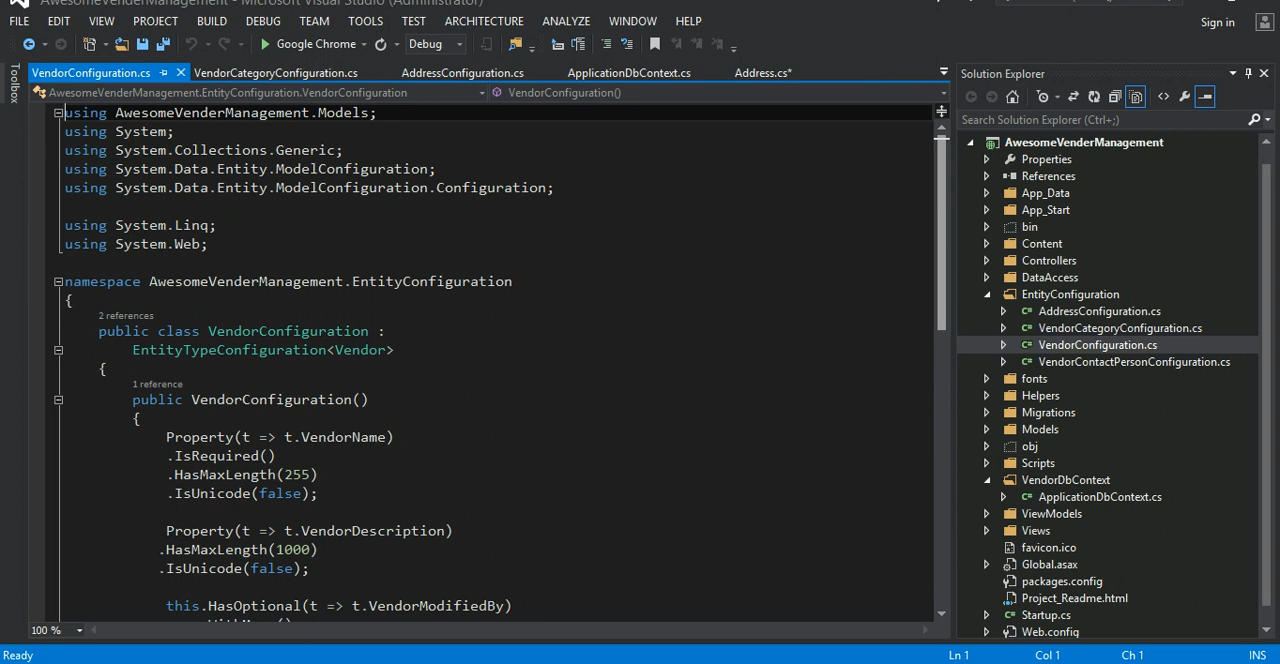 AwesomeVenderManagement - Microsoft Visual Studio (Administrator)
FILE EDIT VIEW PROJECT BUILD DEBUG TEAM TOOLS TEST ARCHITECTURE ANALYZE WINDOW HELP
Sign in
Google Chrome
Debug
Toolbox
VendorConfiguration.cs
VendorCategoryConfiguration.cs
AddressConfiguration.cs
ApplicationDbContext.cs
Address.cs*
AwesomeVenderManagement.EntityConfiguration.VendorConfiguration
VendorConfiguration()
using AwesomeVenderManagement.Models;
using System;
using System.Collections.Generic;
using System.Data.Entity.ModelConfiguration;
using System.Data.Entity.ModelConfiguration.Configuration;
using System.Linq;
using System.Web;
namespace AwesomeVenderManagement.EntityConfiguration
{
2 references
public class VendorConfiguration :
EntityTypeConfiguration<Vendor>
{
1 reference
public VendorConfiguration()
{
Property(t => t.VendorName)
.IsRequired()
.HasMaxLength(255)
.IsUnicode(false);
Property(t => t.VendorDescription)
.HasMaxLength(1000)
.IsUnicode(false);
this.HasOptional(t => t.VendorModifiedBy)
100 %
Solution Explorer
Search Solution Explorer (Ctrl+;)
AwesomeVenderManagement
Properties
References
App_Data
App_Start
bin
Content
Controllers
DataAccess
EntityConfiguration
AddressConfiguration.cs
VendorCategoryConfiguration.cs
VendorConfiguration.cs
VendorContactPersonConfiguration.cs
fonts
Helpers
Migrations
Models
obj
Scripts
VendorDbContext
ApplicationDbContext.cs
ViewModels
Views
favicon.ico
Global.asax
packages.config
Project_Readme.html
Startup.cs
Web.config
Ready
Ln 1
Col 1
Ch 1
INS